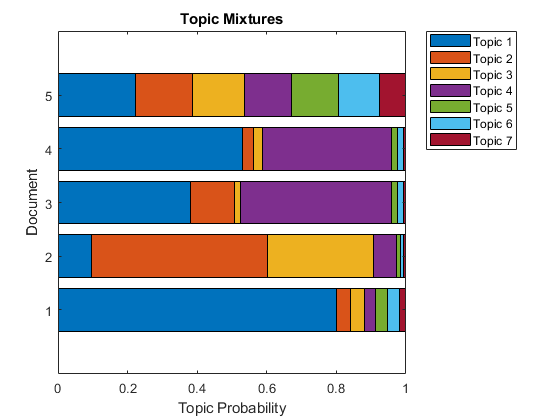 Topic Mixtures
Topic 1
Topic 2
Topic 3
Topic 4
Topic 5
Topic 6
Topic 7
Document
5
4
3
2
1
0 0.2 0.4 0.6 0.8 1
Topic Probability